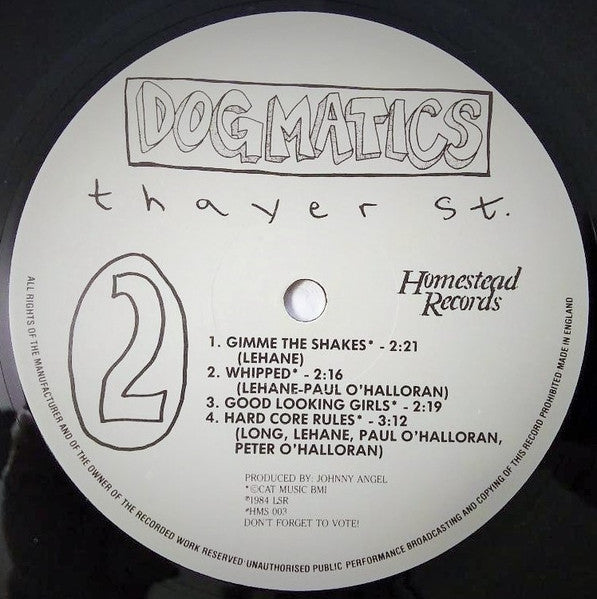 DOGMATICS
thayer st.
2
Homestead
Records
1. GIMME THE SHAKES* - 2:21
(LEHANE)
2. WHIPPED* - 2:16
(LEHANE-PAUL O'HALLORAN)
3. GOOD LOOKING GIRLS* - 2:19
4. HARD CORE RULES* - 3:12
(LONG, LEHANE, PAUL O'HALLORAN,
PETER O'HALLORAN)
PRODUCED BY: JOHNNY ANGEL
*©CAT MUSIC BMI
℗1984 LSR
#HMS 003
DON'T FORGET TO VOTE!
ALL RIGHTS OF THE MANUFACTURER AND OF THE OWNER OF THE RECORDED WORK RESERVED·UNAUTHORISED PUBLIC PERFORMANCE BROADCASTING AND COPYING OF THIS RECORD PROHIBITED MADE IN ENGLAND